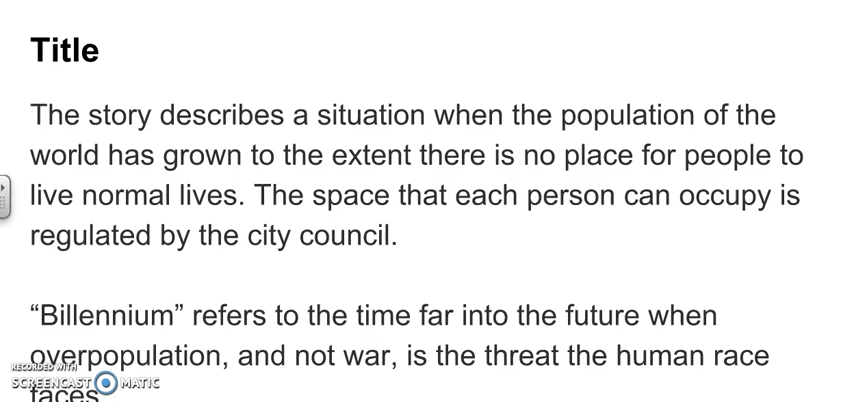 Title
The story describes a situation when the population of the
world has grown to the extent there is no place for people to
live normal lives. The space that each person can occupy is
regulated by the city council.
“Billennium” refers to the time far into the future when
overpopulation, and not war, is the threat the human race
faces
RECORDED WITH
SCREENCAST MATIC